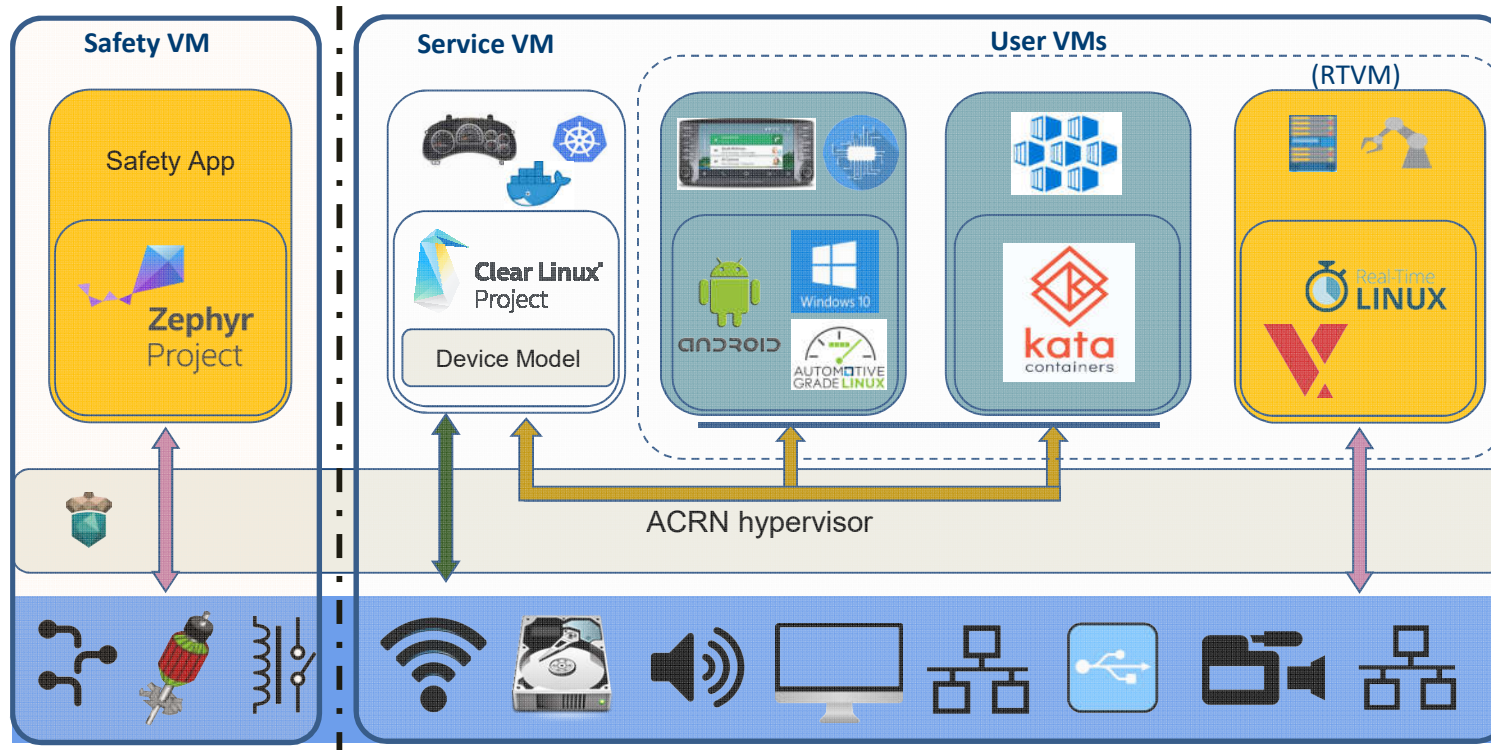 Safety VM
Service VM
User VMs
(RTVM)
Safety App
Zephyr
Project
Clear Linux*
Project
Device Model
ANDROID
Windows 10
AUTOMOTIVE
GRADE LINUX
kata
containers
Real-Time
LINUX
ACRN hypervisor